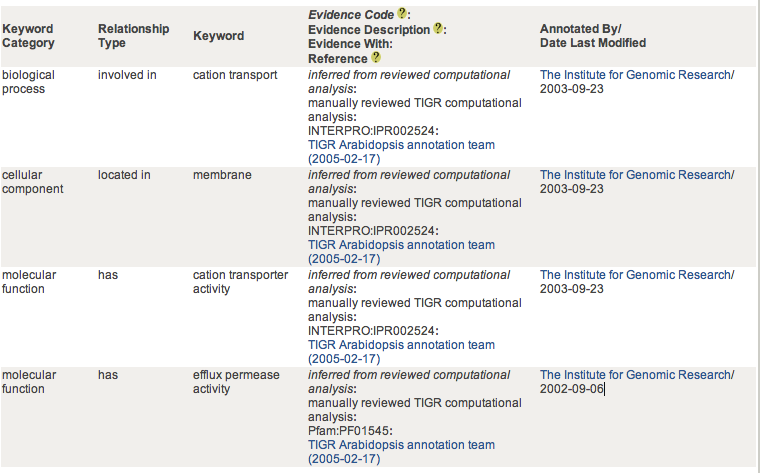 Keyword Category
Relationship Type
Keyword
Evidence Code ?:
Evidence Description ?:
Evidence With:
Reference ?
Annotated By/
Date Last Modified
biological process
involved in
cation transport
inferred from reviewed computational
analysis:
manually reviewed TIGR computational
analysis:
INTERPRO:IPR002524:
TIGR Arabidopsis annotation team
(2005-02-17)
The Institute for Genomic Research/
2003-09-23
cellular component
located in
membrane
inferred from reviewed computational
analysis:
manually reviewed TIGR computational
analysis:
INTERPRO:IPR002524:
TIGR Arabidopsis annotation team
(2005-02-17)
The Institute for Genomic Research/
2003-09-23
molecular function
has
cation transporter activity
inferred from reviewed computational
analysis:
manually reviewed TIGR computational
analysis:
INTERPRO:IPR002524:
TIGR Arabidopsis annotation team
(2005-02-17)
The Institute for Genomic Research/
2003-09-23
molecular function
has
efflux permease activity
inferred from reviewed computational
analysis:
manually reviewed TIGR computational
analysis:
Pfam:PF01545:
TIGR Arabidopsis annotation team
(2005-02-17)
The Institute for Genomic Research/
2002-09-06